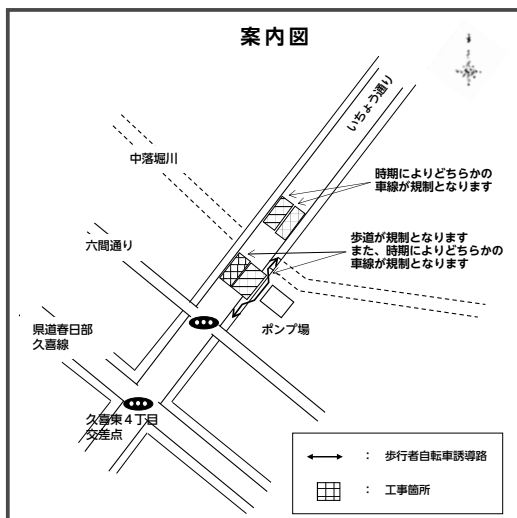 案内図
いちょう通り
中落堀川
時期によりどちらかの
車線が規制となります
歩道が規制となります
また、時期によりどちらかの
車線が規制となります
六間通り
ポンプ場
県道春日部
久喜線
久喜東４丁目
交差点
： 歩行者自転車誘導路
： 工事箇所